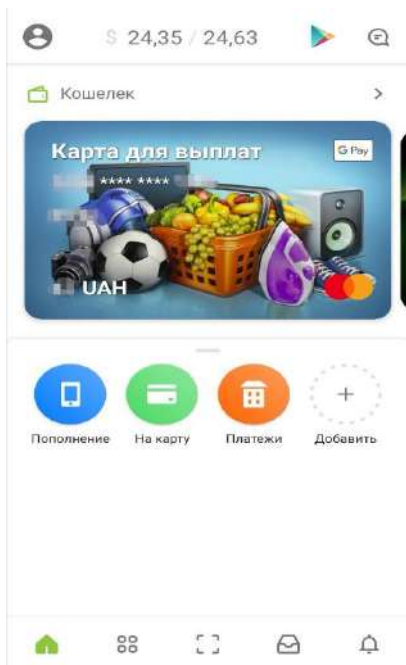 $ 24,35 / 24,63
Кошелек
Карта для выплат
G Pay
**** ****
UAH
Пополнение
На карту
Платежи
Добавить